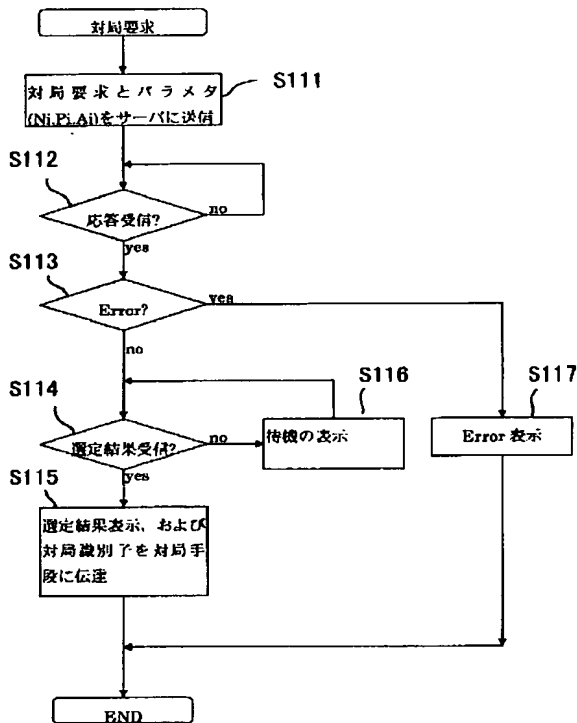 対局要求
S111
対局要求とパラメタ
(Ni.Pi.Ai)をサーバに送信
S112
応答受信?
no
yes
S113
Error?
yes
no
S114
選定結果受信?
no
S116
待機の表示
S117
Error 表示
yes
S115
選定結果表示、および
対局識別子を対局手
段に伝達
END